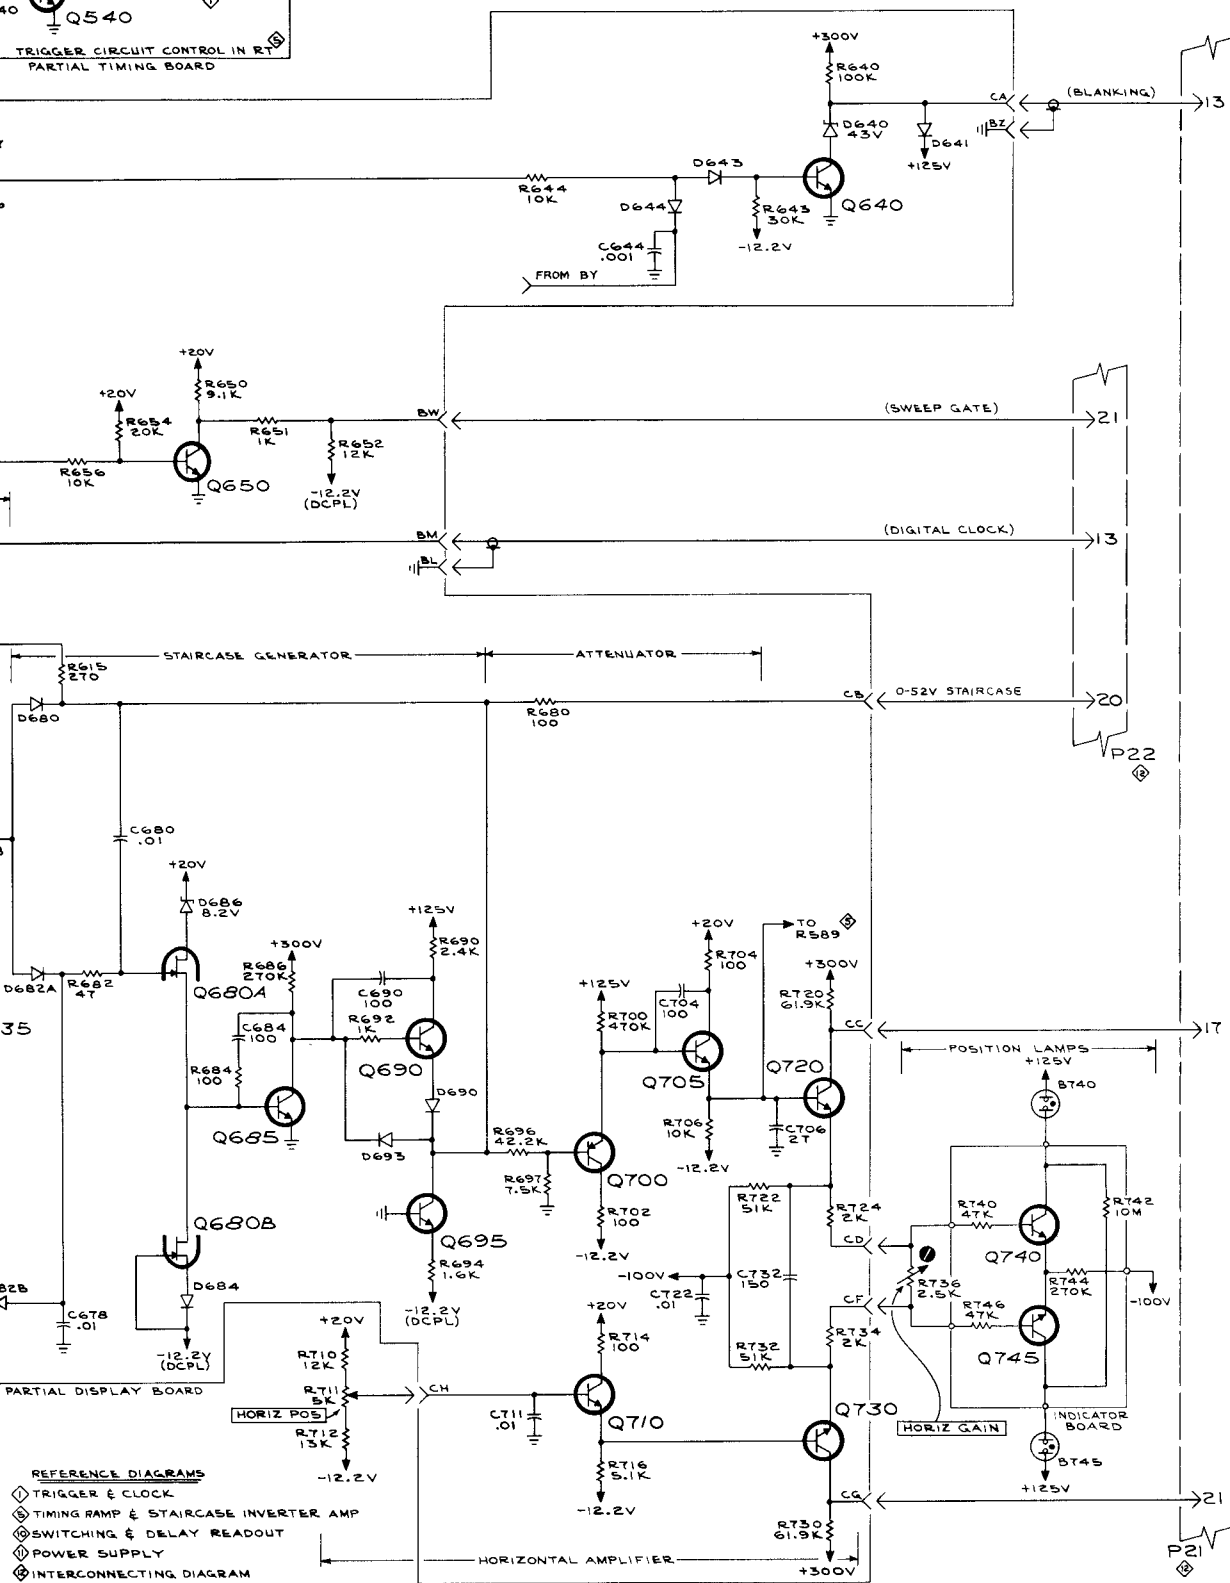 Q540
TRIGGER CIRCUIT CONTROL IN RT 5
PARTIAL TIMING BOARD
+300V
R640
100K
CA
(BLANKING)
13
BZ
D640
43V
D641
+125V
D643
R644
10K
D644
R643
30K
-12.2V
Q640
C644
.001
FROM BY
+20V
R650
9.1K
+20V
R654
20K
R651
1K
R652
12K
BW
(SWEEP GATE)
21
R656
10K
Q650
-12.2V
(DCPL)
BM
(DIGITAL CLOCK)
13
BL
STAIRCASE GENERATOR
ATTENUATOR
R615
270
D680
R680
100
CB
0-52V STAIRCASE
20
P22
12
C680
.01
+20V
D686
8.2V
+125V
R690
2.4K
+20V
TO
R589 5
+300V
R686
270K
R704
100
+300V
D682A
R682
47
Q680A
C690
100
+125V
C704
100
R720
61.9K
35
C684
100
R692
1K
R700
470K
CC
17
POSITION LAMPS
+125V
Q690
Q705
Q720
B740
R684
100
D690
Q685
D693
R696
42.2K
R706
10K
C706
2T
-12.2V
R697
7.5K
Q700
R722
51K
R724
2K
R740
47K
R742
10M
Q680B
Q695
R702
100
-12.2V
CD
Q740
R694
1.6K
-100V
C732
150
R736
2.5K
R744
270K
-100V
82B
D684
C722
.01
CF
R746
47K
C678
.01
-12.2V
(DCPL)
-12.2V
(DCPL)
+20V
+20V
R714
100
R734
2K
R732
51K
Q745
R710
12K
PARTIAL DISPLAY BOARD
R711
5K
CH
HORIZ POS
C711
.01
Q710
Q730
HORIZ GAIN
INDICATOR
BOARD
R712
13K
R716
5.1K
B745
-12.2V
-12.2V
+125V
CG
21
R730
61.9K
+300V
HORIZONTAL AMPLIFIER
P21
12
REFERENCE DIAGRAMS
1 TRIGGER & CLOCK
5 TIMING RAMP & STAIRCASE INVERTER AMP
10 SWITCHING & DELAY READOUT
11 POWER SUPPLY
12 INTERCONNECTING DIAGRAM